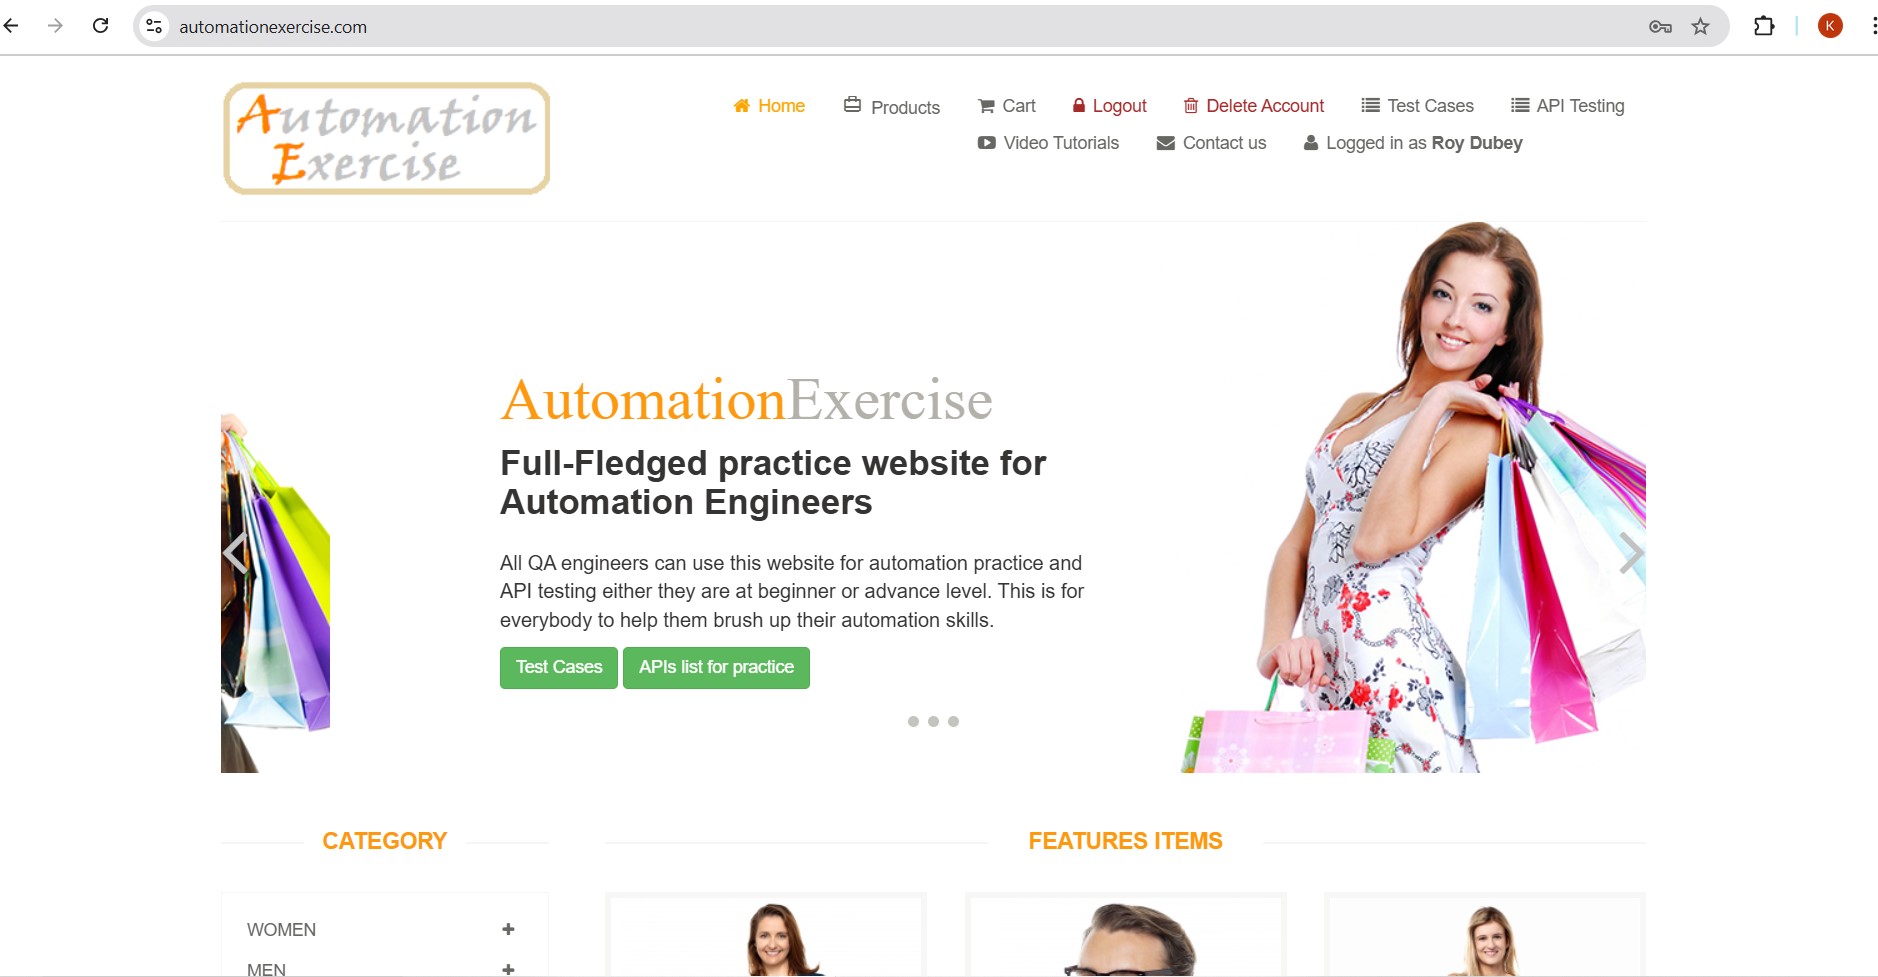 automationexercise.com
K
Automation
Exercise
Home Products Cart Logout Delete Account Test Cases API Testing
Video Tutorials Contact us Logged in as Roy Dubey
AutomationExercise
Full-Fledged practice website for
Automation Engineers
All QA engineers can use this website for automation practice and
API testing either they are at beginner or advance level. This is for
everybody to help them brush up their automation skills.
Test Cases APIs list for practice
CATEGORY
FEATURES ITEMS
WOMEN +
MEN +